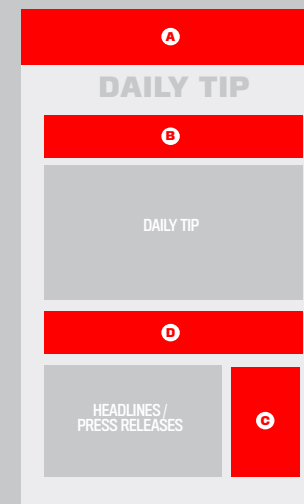 A
DAILY TIP
B
DAILY TIP
D
HEADLINES /
PRESS RELEASES
C